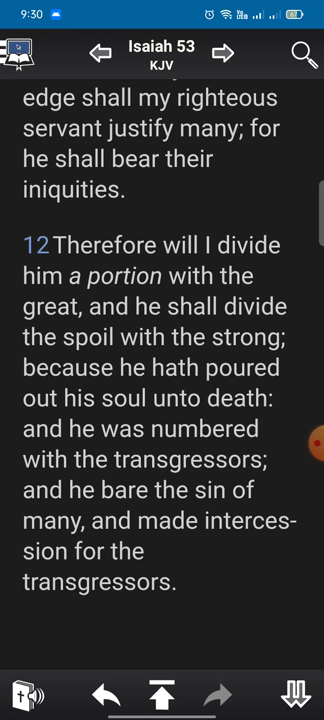 9:30
Isaiah 53
KJV
edge shall my righteous
servant justify many; for
he shall bear their
iniquities.
12 Therefore will I divide
him a portion with the
great, and he shall divide
the spoil with the strong;
because he hath poured
out his soul unto death:
and he was numbered
with the transgressors;
and he bare the sin of
many, and made interces-
sion for the
transgressors.